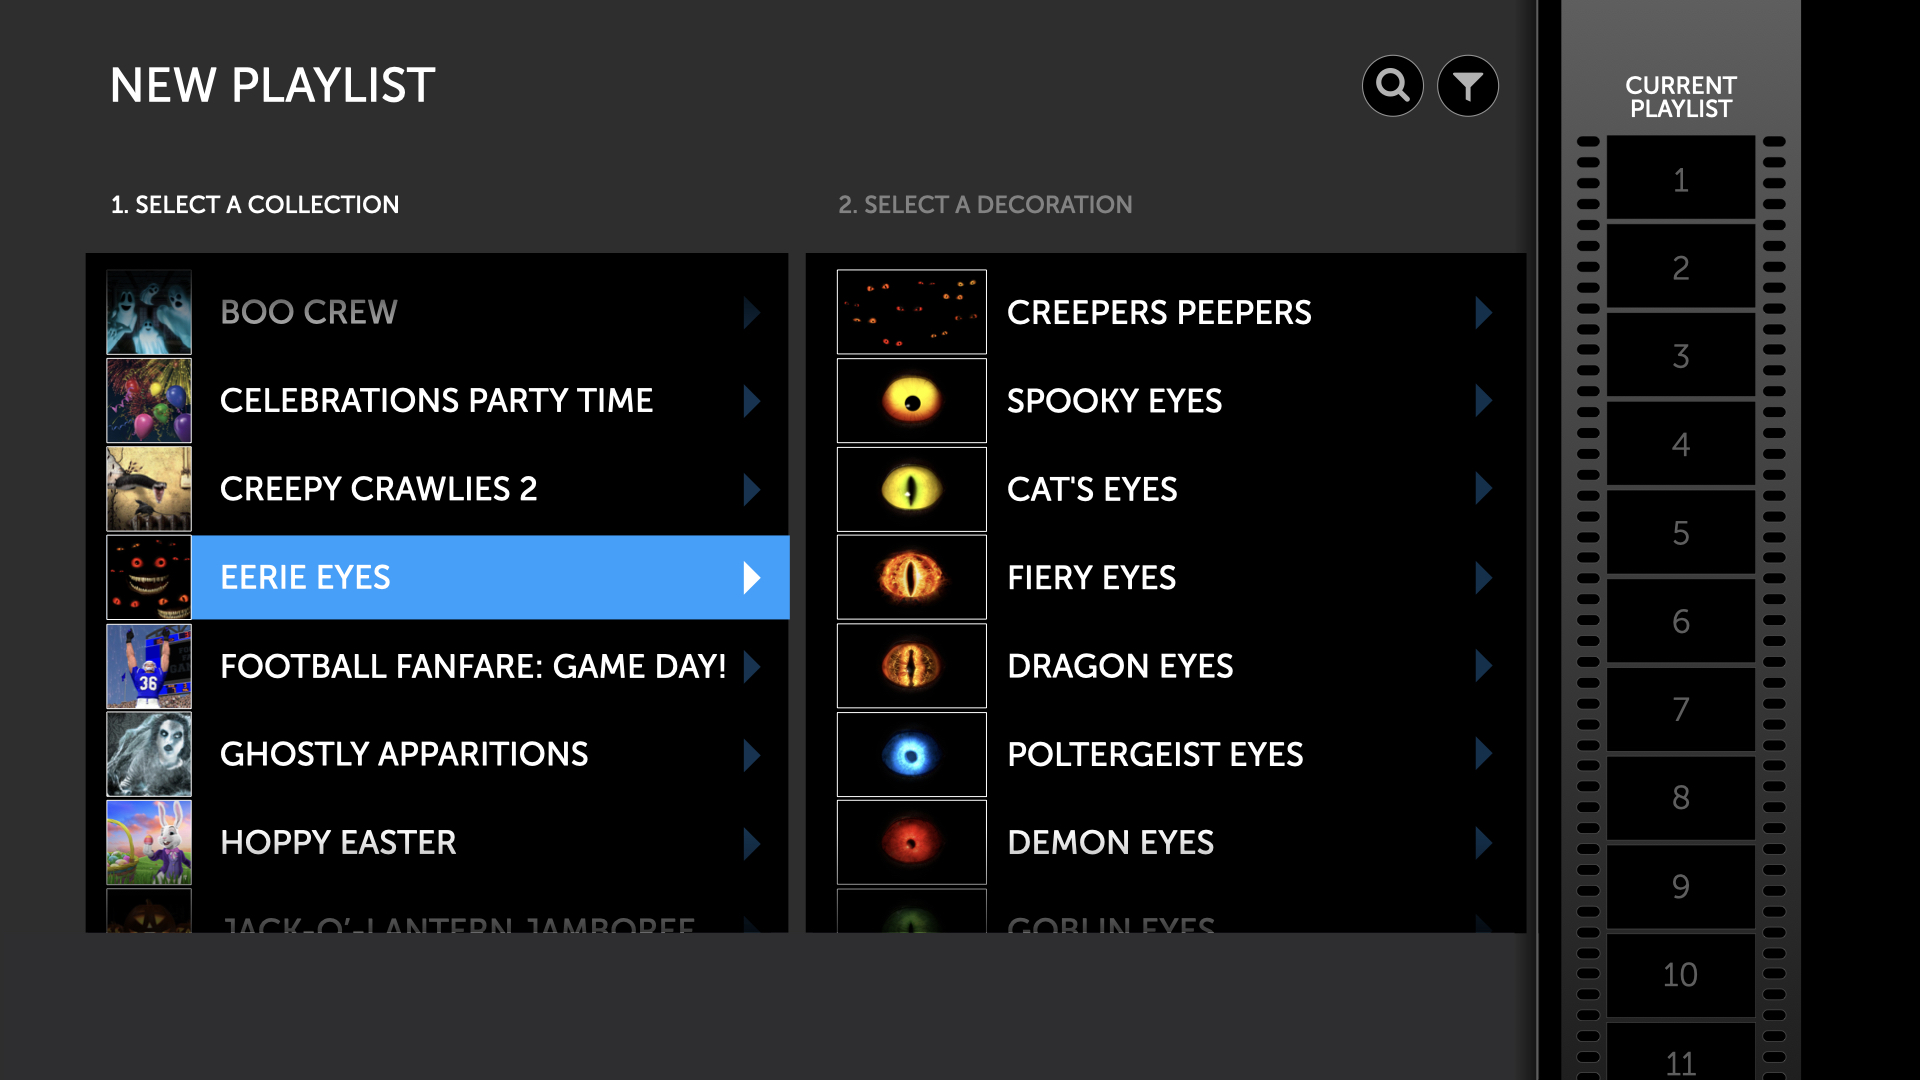 NEW PLAYLIST
1. SELECT A COLLECTION
BOO CREW
CELEBRATIONS PARTY TIME
CREEPY CRAWLIES 2
EERIE EYES
36
FOOTBALL FANFARE: GAME DAY!
GHOSTLY APPARITIONS
HOPPY EASTER
JACK-O’-LANTERN JAMBOREE
2. SELECT A DECORATION
CREEPERS PEEPERS
SPOOKY EYES
CAT'S EYES
FIERY EYES
DRAGON EYES
POLTERGEIST EYES
DEMON EYES
GOBLIN EYES
CURRENT
PLAYLIST
1
2
3
4
5
6
7
8
9
10
11